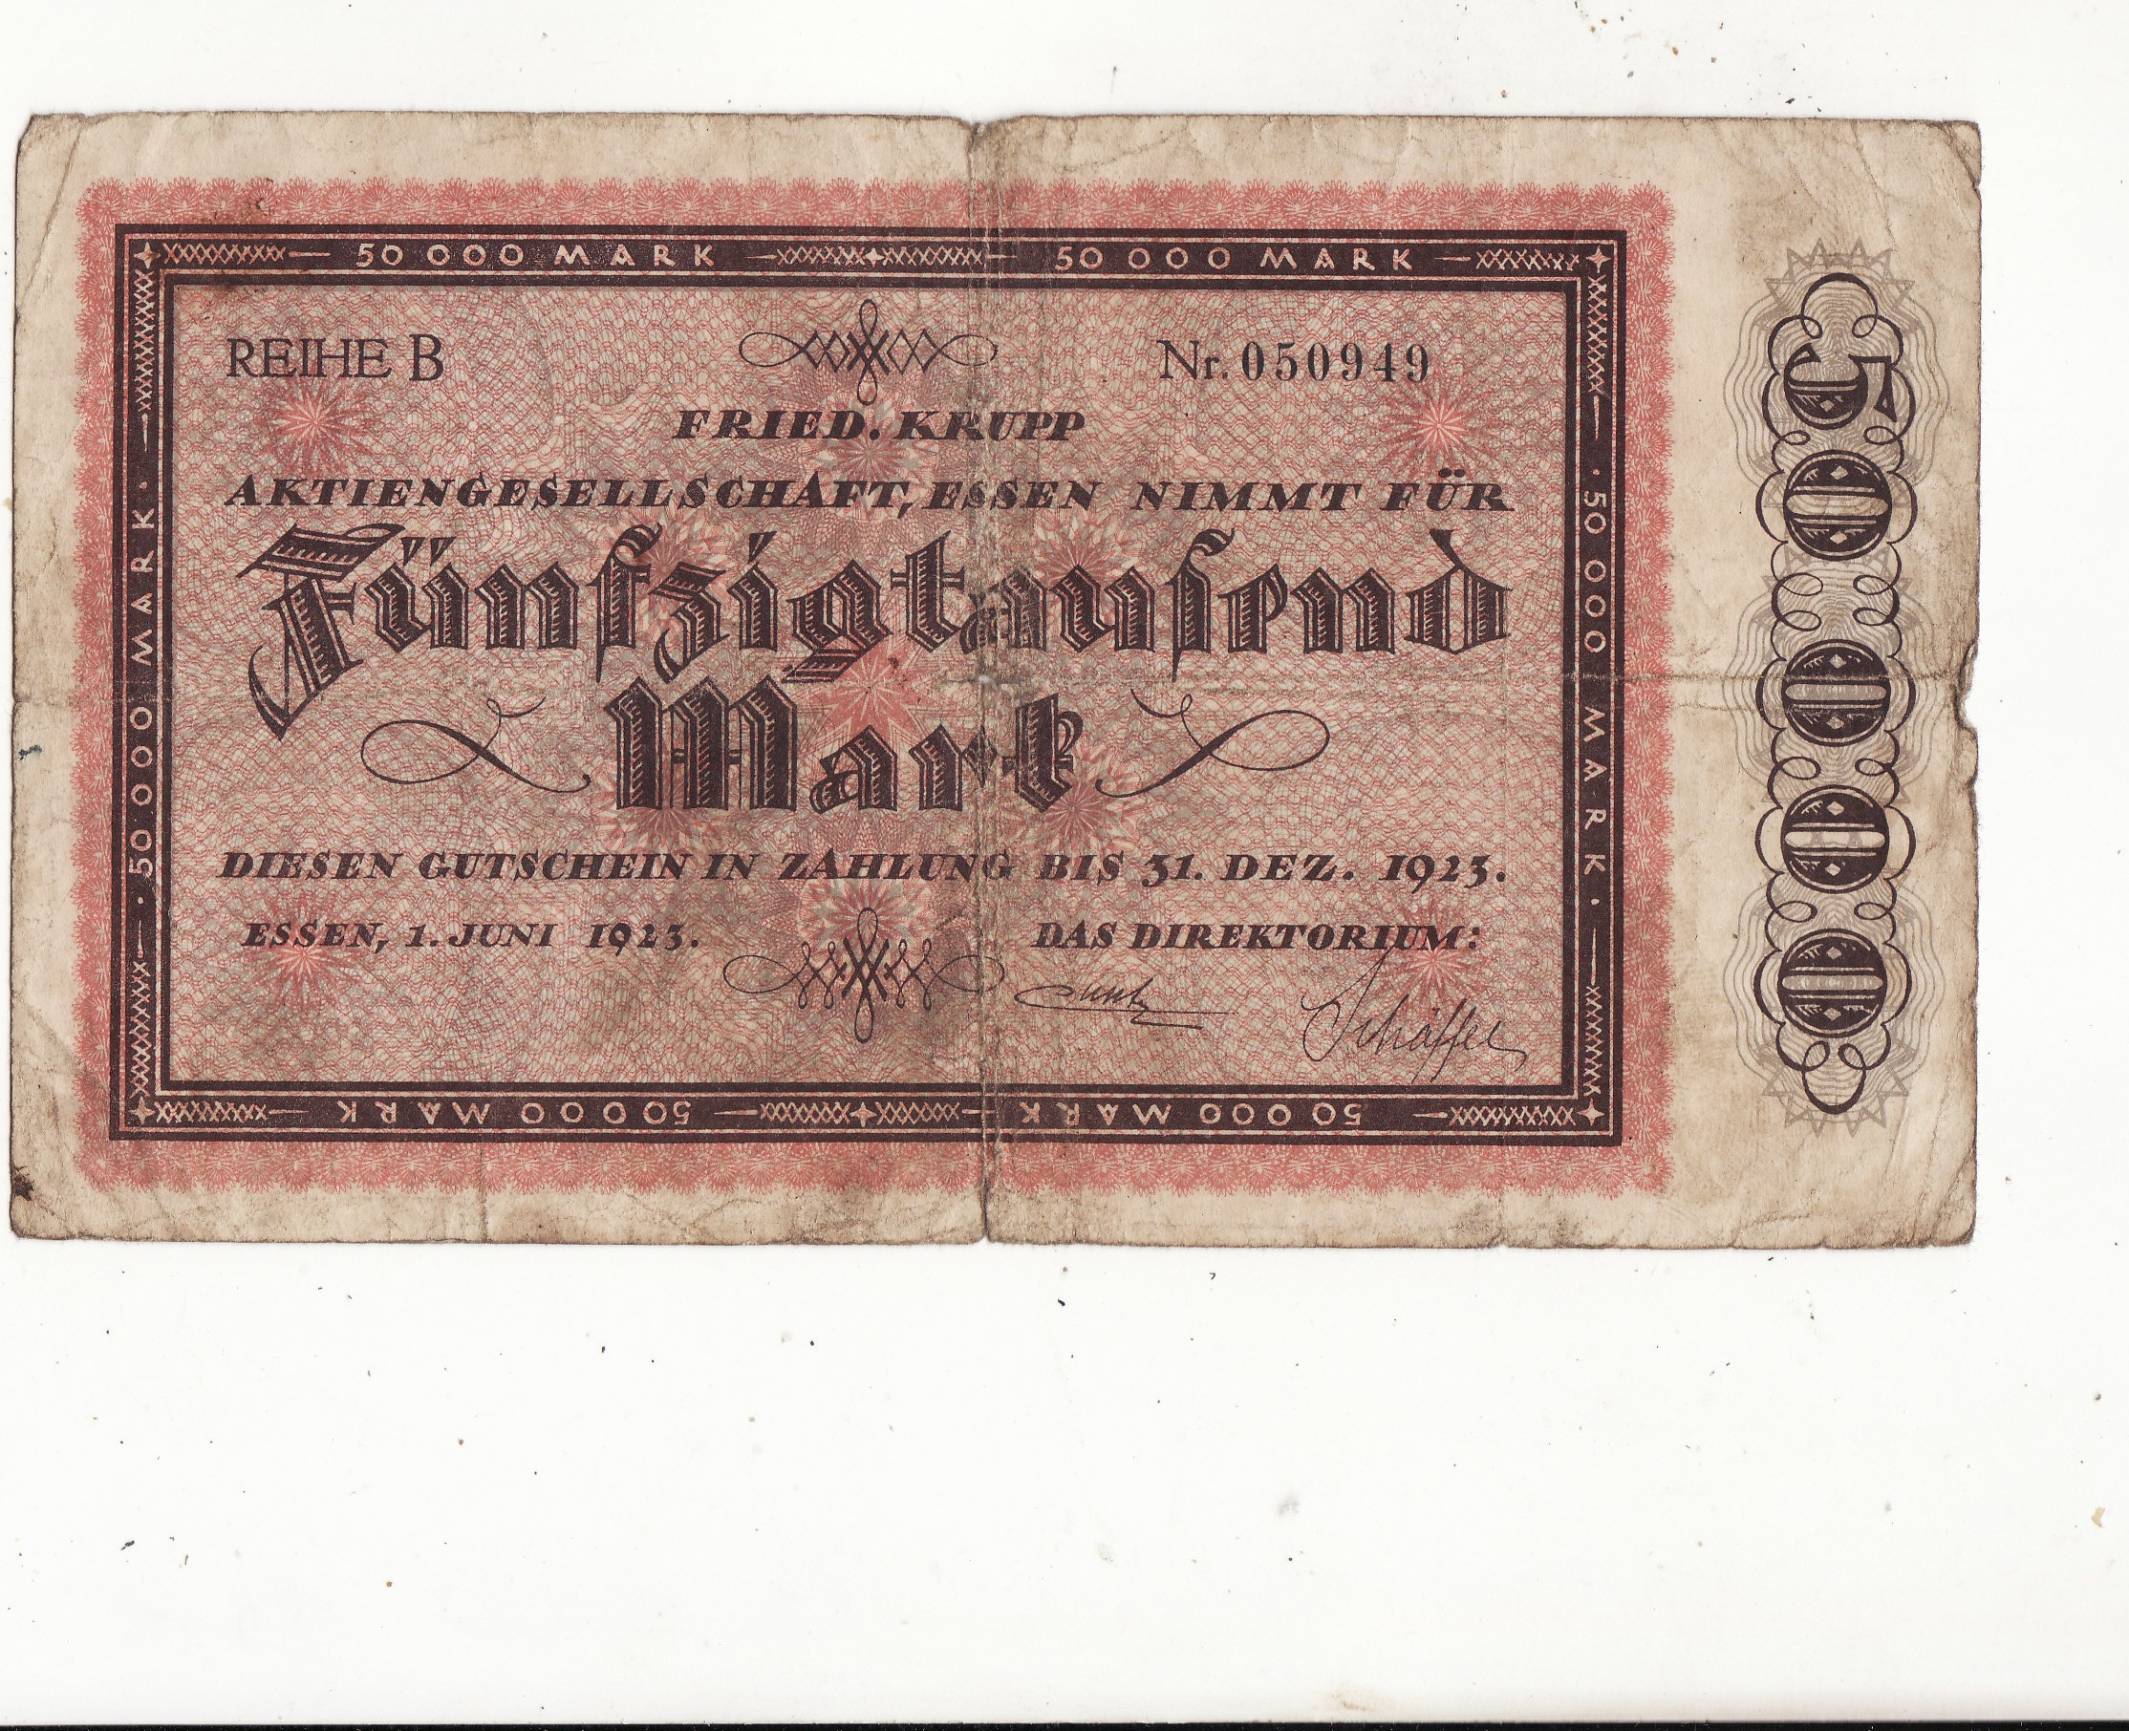 50 000 MARK 50 000 MARK
REIHE B Nr. 050949
FRIED. KRUPP
AKTIENGESELLSCHAFT, ESSEN NIMMT FÜR
Fünfzigtausend
Mark
DIESEN GUTSCHEIN IN ZAHLUNG BIS 31. DEZ. 1923.
ESSEN, 1. JUNI 1923. DAS DIREKTORIUM:
Schäffer
50 000 MARK 50 000 MARK
· 50 000 MARK ·
· 50 000 MARK ·
50000